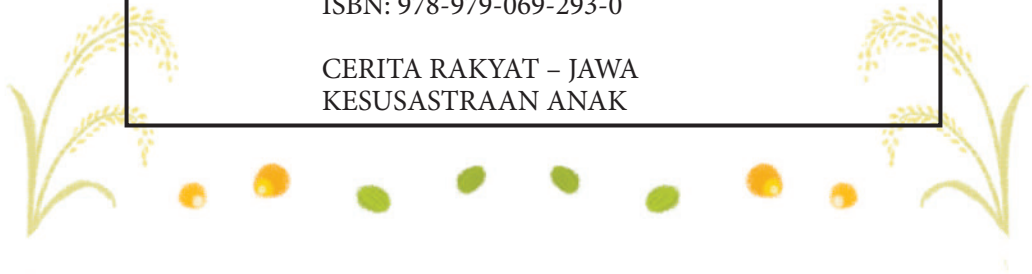 ISBN: 978-979-069-293-0
CERITA RAKYAT – JAWA
KESUSASTRAAN ANAK